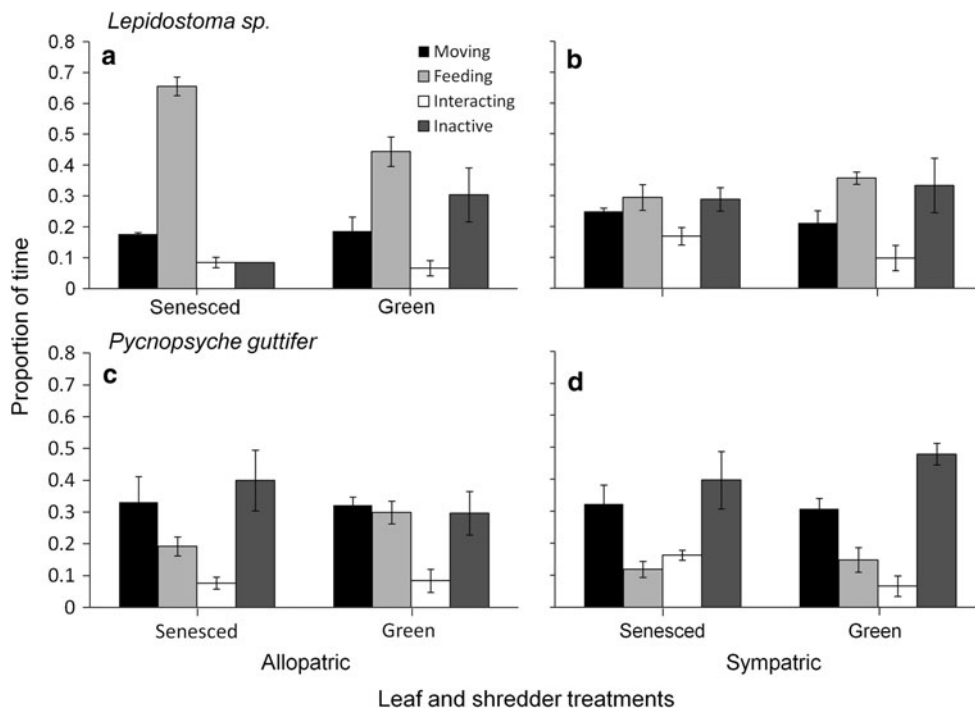 Lepidostoma sp.
a
b
Moving
Feeding
Interacting
Inactive
0.8
0.7
0.6
0.5
0.4
0.3
0.2
0.1
0
Senesced
Green
Proportion of time
Pycnopsyche guttifer
c
d
0.8
0.7
0.6
0.5
0.4
0.3
0.2
0.1
0
Senesced
Green
Senesced
Green
Allopatric
Sympatric
Leaf and shredder treatments